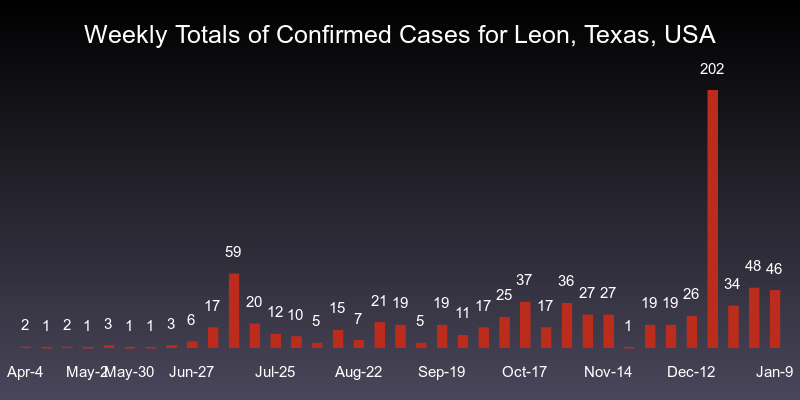 Weekly Totals of Confirmed Cases for Leon, Texas, USA
2 1 2 1 3 1 1 3 6 17 59 20 12 10 5 15 7 21 19 5 19 11 17 25 37 17 36 27 27 1 19 19 26 202 34 48 46
Apr-4 May-2 May-30 Jun-27 Jul-25 Aug-22 Sep-19 Oct-17 Nov-14 Dec-12 Jan-9